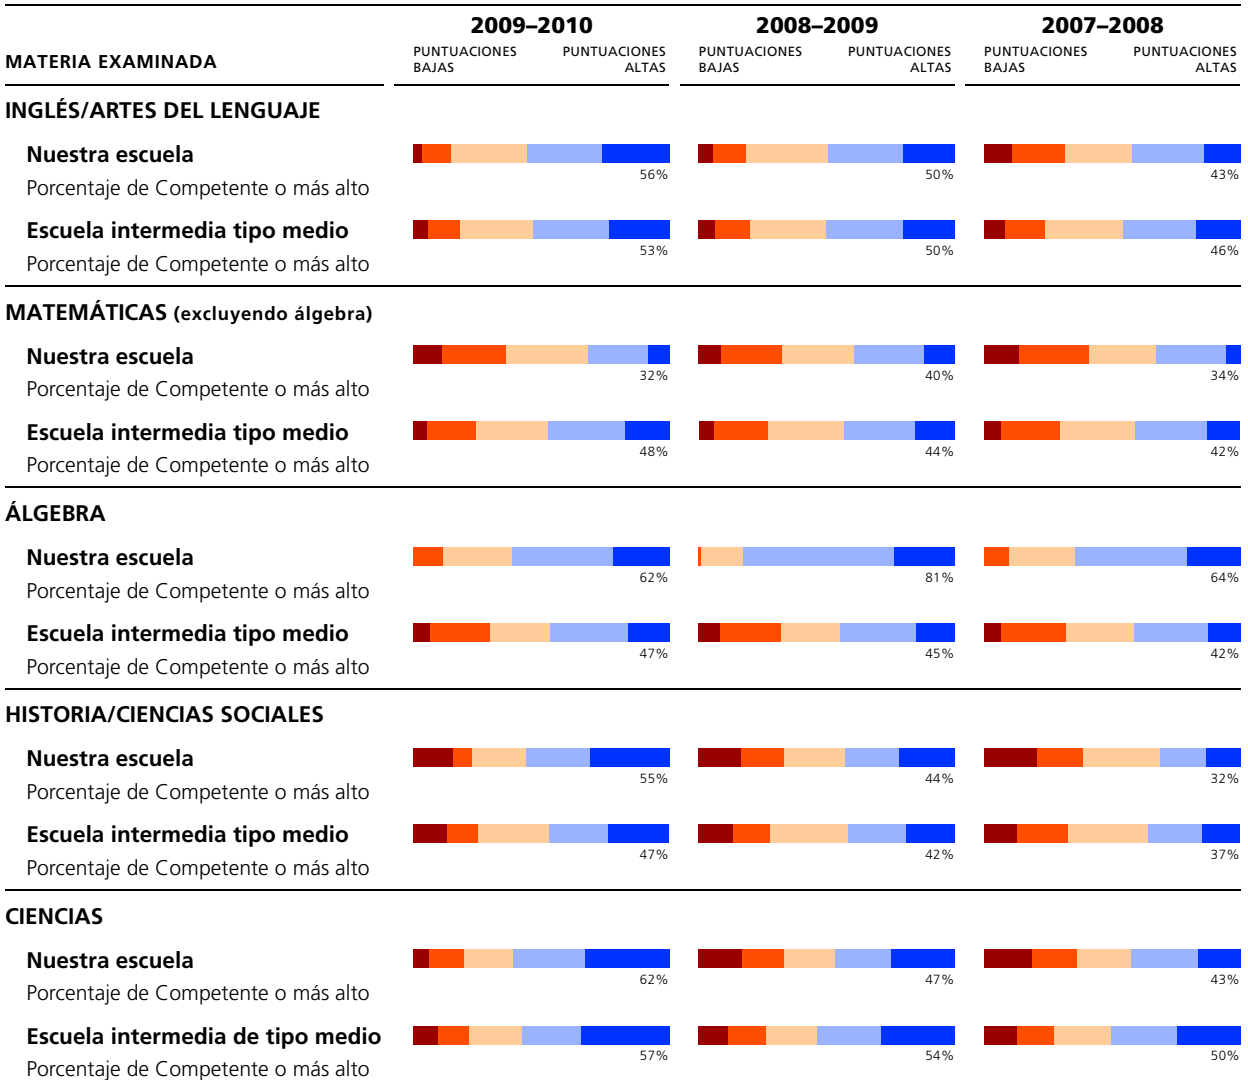 2009–2010 2008–2009 2007–2008
MATERIA EXAMINADA PUNTUACIONES BAJAS PUNTUACIONES ALTAS PUNTUACIONES BAJAS PUNTUACIONES ALTAS PUNTUACIONES BAJAS PUNTUACIONES ALTAS
INGLÉS/ARTES DEL LENGUAJE
Nuestra escuela
56% 50% 43%
Porcentaje de Competente o más alto
Escuela intermedia tipo medio
53% 50% 46%
Porcentaje de Competente o más alto
MATEMÁTICAS (excluyendo álgebra)
Nuestra escuela
32% 40% 34%
Porcentaje de Competente o más alto
Escuela intermedia tipo medio
48% 44% 42%
Porcentaje de Competente o más alto
ÁLGEBRA
Nuestra escuela
62% 81% 64%
Porcentaje de Competente o más alto
Escuela intermedia tipo medio
47% 45% 42%
Porcentaje de Competente o más alto
HISTORIA/CIENCIAS SOCIALES
Nuestra escuela
55% 44% 32%
Porcentaje de Competente o más alto
Escuela intermedia tipo medio
47% 42% 37%
Porcentaje de Competente o más alto
CIENCIAS
Nuestra escuela
62% 47% 43%
Porcentaje de Competente o más alto
Escuela intermedia de tipo medio
57% 54% 50%
Porcentaje de Competente o más alto